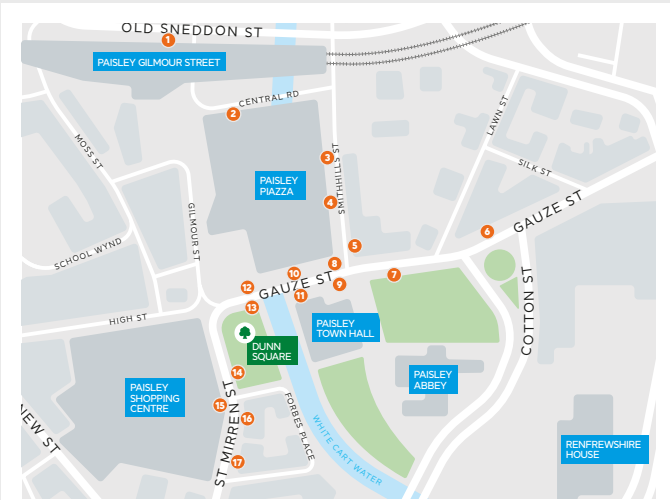 OLD SNEDDON ST
1
PAISLEY GILMOUR STREET
CENTRAL RD
2
LAWN ST
MOSS ST
3
SMITHHILLS ST
SILK ST
PAISLEY
PIAZZA
4
GILMOUR ST
GAUZE ST
6
5
SCHOOL WYND
8
7
10
GAUZE ST
9
12
11
13
COTTON ST
HIGH ST
PAISLEY
TOWN HALL
DUNN
SQUARE
14
PAISLEY
ABBEY
PAISLEY
SHOPPING
CENTRE
15
16
ST MIRREN ST
FORBES PLACE
NEW ST
WHITE CART WATER
RENFREWSHIRE
HOUSE
17